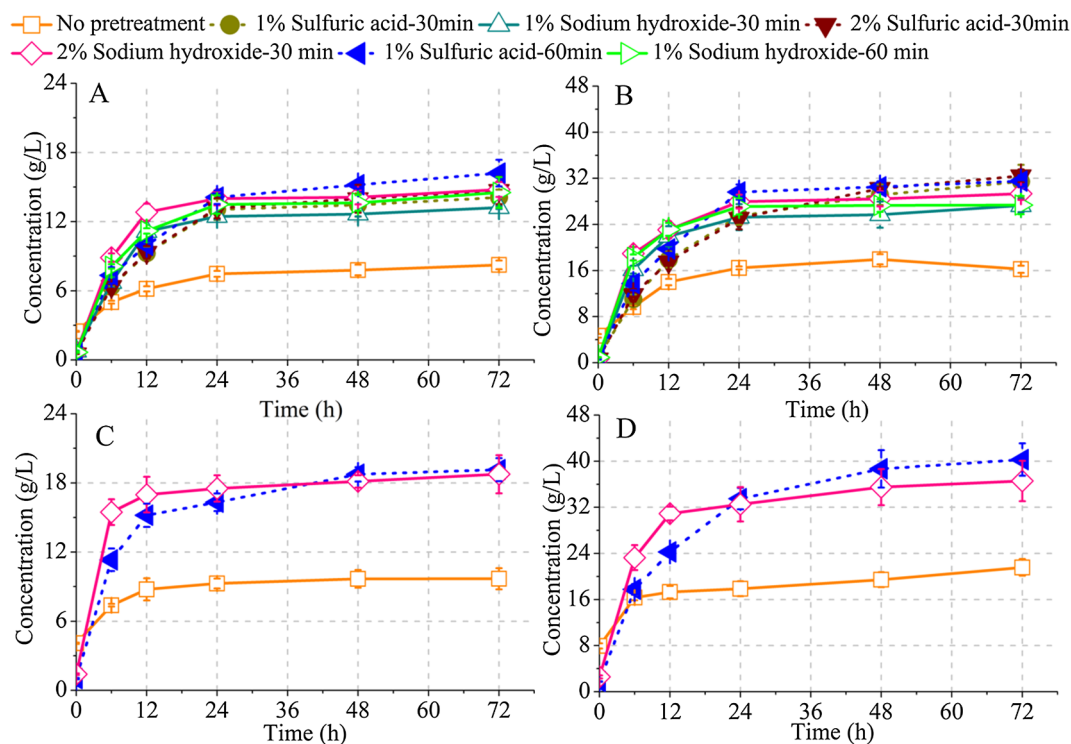 No pretreatment 1% Sulfuric acid-30min 1% Sodium hydroxide-30 min 2% Sulfuric acid-30min
2% Sodium hydroxide-30 min 1% Sulfuric acid-60min 1% Sodium hydroxide-60 min
A
Concentration (g/L)
24
18
12
6
0
0 12 24 36 48 60 72
Time (h)
B
Concentration (g/L)
48
40
32
24
16
8
0
0 12 24 36 48 60 72
Time (h)
C
Concentration (g/L)
24
18
12
6
0
0 12 24 36 48 60 72
Time (h)
D
Concentration (g/L)
48
40
32
24
16
8
0
0 12 24 36 48 60 72
Time (h)